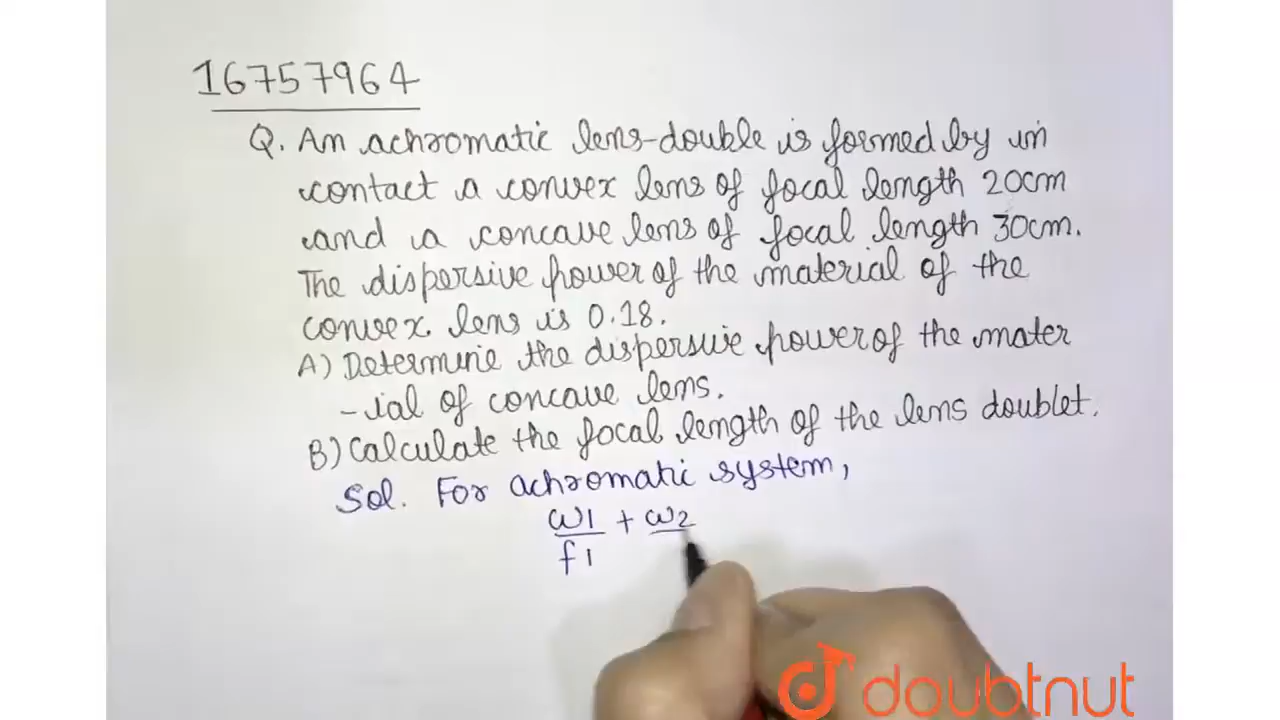 16757964
Q. An achromatic lens-double is formed by in
contact a convex lens of focal length 20cm
and a concave lens of focal length 30cm.
The dispersive power of the material of the
convex lens is 0.18.
A) Determine the dispersive power of the mater
-ial of concave lens.
B) Calculate the focal length of the lens doublet.
Sol. For achromatic system,
ω1 + ω2
f1
doubtnut